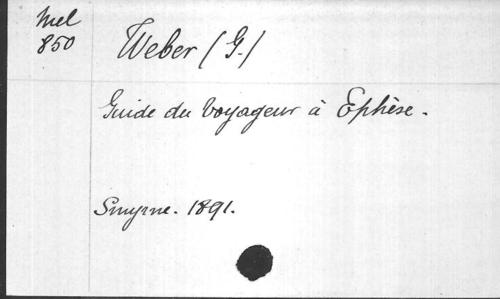 Mel
850
Weber (G.)
Guide du Voyageur à Ephèse.
Smyrne. 1891.